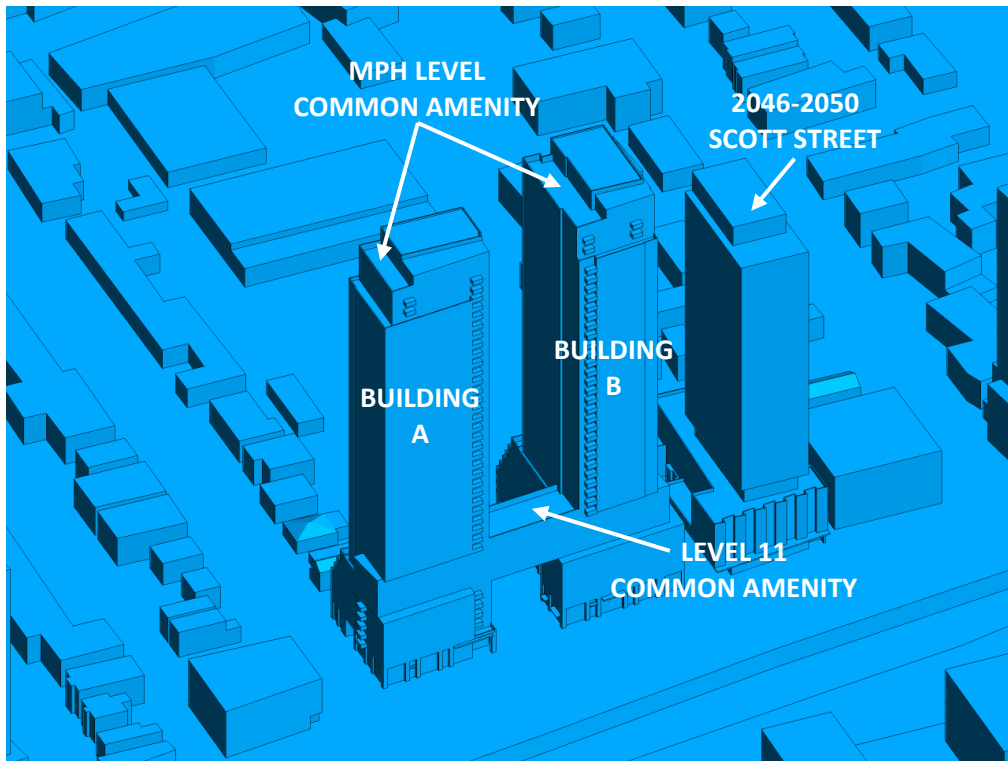 MPH LEVEL
COMMON AMENITY
2046-2050
SCOTT STREET
BUILDING
A
BUILDING
B
LEVEL 11
COMMON AMENITY